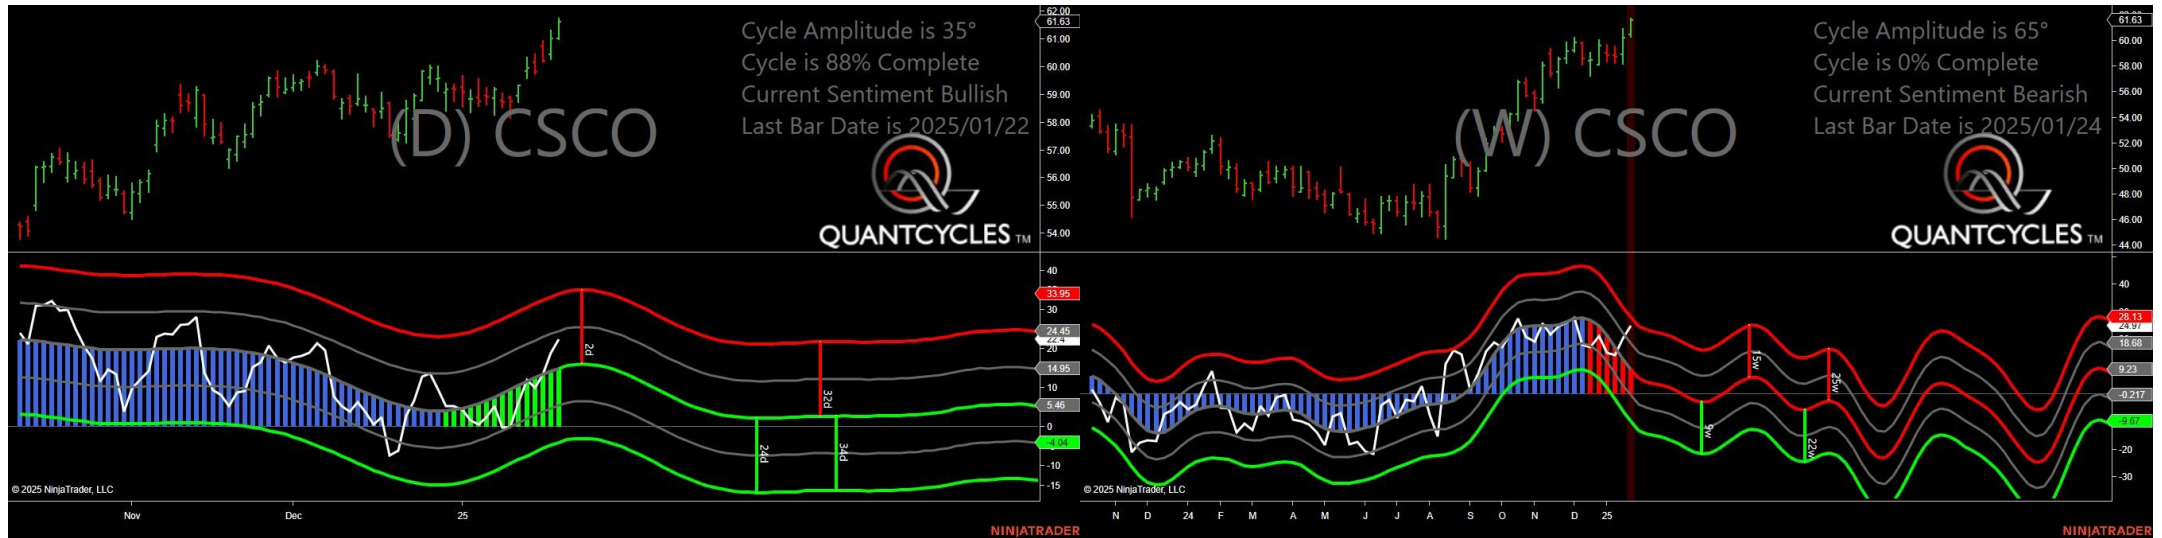 Cycle Amplitude is 35°
Cycle is 88% Complete
Current Sentiment Bullish
Last Bar Date is 2025/01/22
(D) CSCO
QUANTCYCLES TM
62.00
61.63
61.00
60.00
59.00
58.00
57.00
56.00
55.00
54.00
40
33.95
30
24.45
22.4
20
14.95
10
5.46
0
-4.04
-10
-15
2d
32d
24d
34d
© 2025 NinjaTrader, LLC
Nov
Dec
25
NINJATRADER
Cycle Amplitude is 65°
Cycle is 0% Complete
Current Sentiment Bearish
Last Bar Date is 2025/01/24
(W) CSCO
QUANTCYCLES TM
61.63
60.00
58.00
56.00
54.00
52.00
50.00
48.00
46.00
44.00
40
28.13
24.97
18.68
9.23
-0.217
-9.67
-20
-30
15w
25w
9w
22w
© 2025 NinjaTrader, LLC
N D 24 F M A M J J A S O N D 25
NINJATRADER